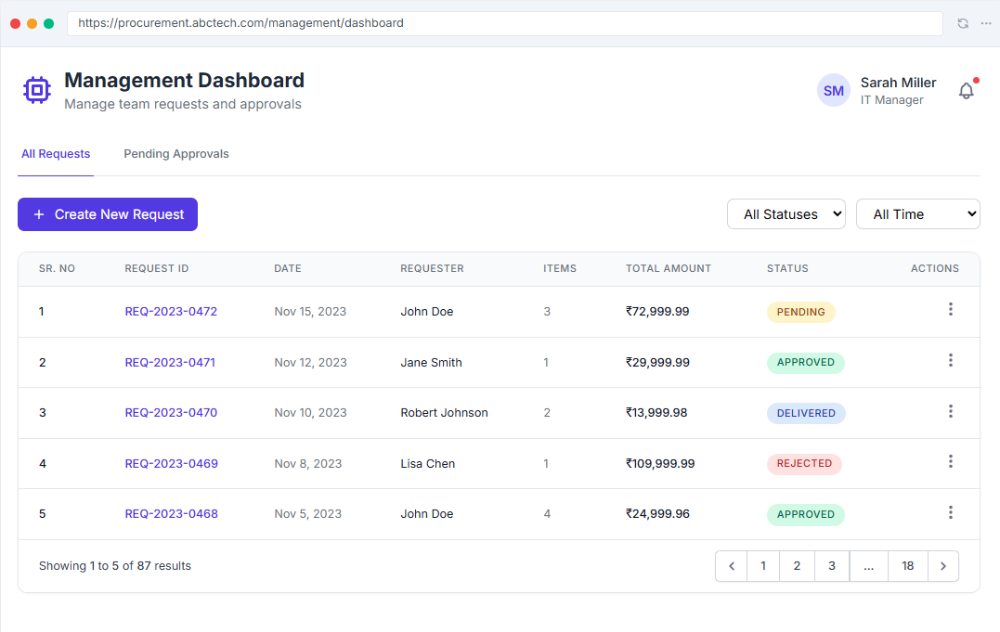 https://procurement.abctech.com/management/dashboard
Management Dashboard
Manage team requests and approvals
SM
Sarah Miller
IT Manager
All Requests
Pending Approvals
+ Create New Request
All Statuses
All Time
SR. NO REQUEST ID DATE REQUESTER ITEMS TOTAL AMOUNT STATUS ACTIONS
1 REQ-2023-0472 Nov 15, 2023 John Doe 3 ₹72,999.99 PENDING
2 REQ-2023-0471 Nov 12, 2023 Jane Smith 1 ₹29,999.99 APPROVED
3 REQ-2023-0470 Nov 10, 2023 Robert Johnson 2 ₹13,999.98 DELIVERED
4 REQ-2023-0469 Nov 8, 2023 Lisa Chen 1 ₹109,999.99 REJECTED
5 REQ-2023-0468 Nov 5, 2023 John Doe 4 ₹24,999.96 APPROVED
Showing 1 to 5 of 87 results
1 2 3 ... 18